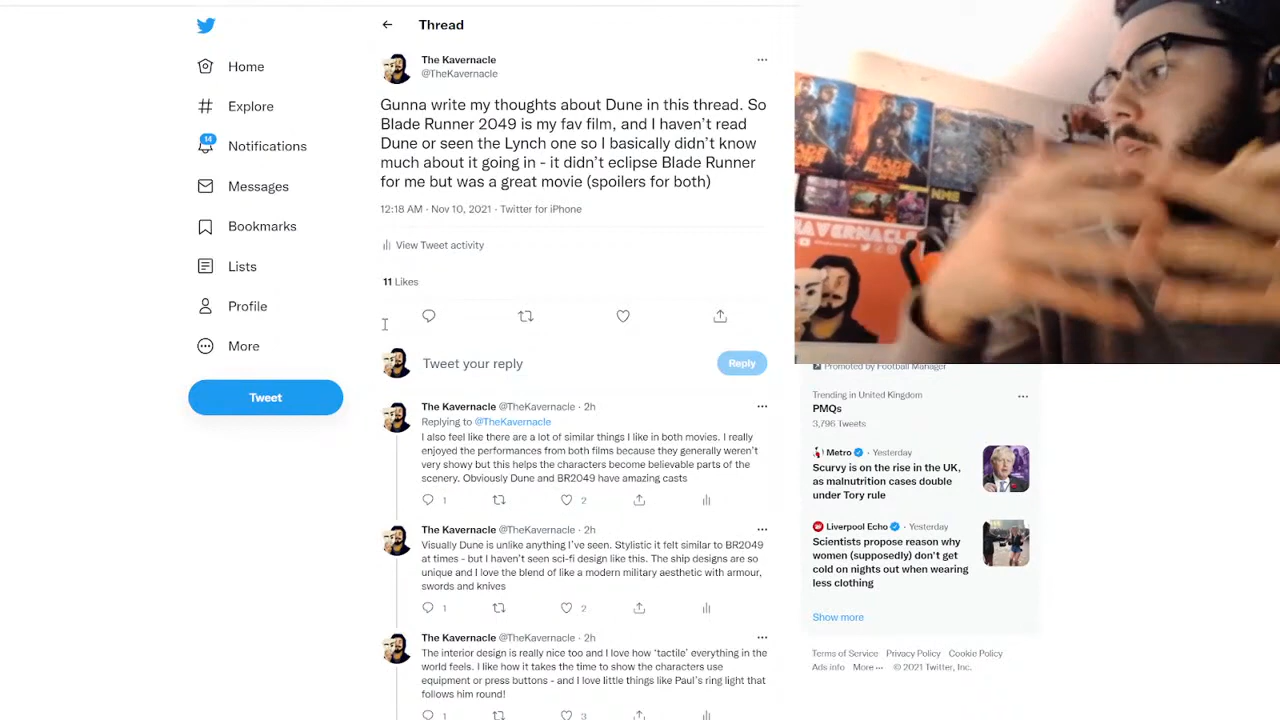 Thread
Home
Explore
14
Notifications
Messages
Bookmarks
Lists
Profile
More
Tweet
The Kavernacle
@TheKavernacle
Gunna write my thoughts about Dune in this thread. So
Blade Runner 2049 is my fav film, and I haven't read
Dune or seen the Lynch one so I basically didn't know
much about it going in - it didn't eclipse Blade Runner
for me but was a great movie (spoilers for both)
12:18 AM · Nov 10, 2021 · Twitter for iPhone
View Tweet activity
11 Likes
Tweet your reply
Reply
The Kavernacle @TheKavernacle · 2h
Replying to @TheKavernacle
I also feel like there are a lot of similar things I like in both movies. I really
enjoyed the performances from both films because they generally weren't
very showy but this helps the characters become believable parts of the
scenery. Obviously Dune and BR2049 have amazing casts
1 2
The Kavernacle @TheKavernacle · 2h
Visually Dune is unlike anything I've seen. Stylistic it felt similar to BR2049
at times - but I haven't seen sci-fi design like this. The ship designs are so
unique and I love the blend of like a modern military aesthetic with armour,
swords and knives
1 2
The Kavernacle @TheKavernacle · 2h
The interior design is really nice too and I love how 'tactile' everything in the
world feels. I like how it takes the time to show the characters use
equipment or press buttons - and I love little things like Paul's ring light that
follows him round!
1 3
BLADE
NME
AVERNACLE
Promoted by Football Manager
Trending in United Kingdom
PMQs
3,796 Tweets
Metro · Yesterday
Scurvy is on the rise in the UK,
as malnutrition cases double
under Tory rule
Liverpool Echo · Yesterday
Scientists propose reason why
women (supposedly) don't get
cold on nights out when wearing
less clothing
Show more
Terms of Service Privacy Policy Cookie Policy
Ads info More ··· © 2021 Twitter, Inc.